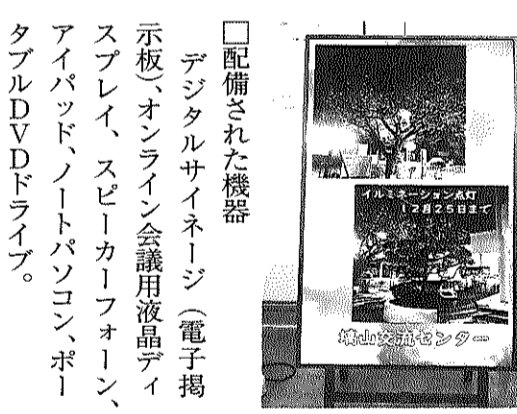 □配備された機器
デジタルサイネージ（電子掲
示板）、オンライン会議用液晶ディ
スプレイ、スピーカーフォーン、
アイパッド、ノートパソコン、ポー
タブルDVDドライブ。
イルミネーション点灯
12月25日まで
山交流センター